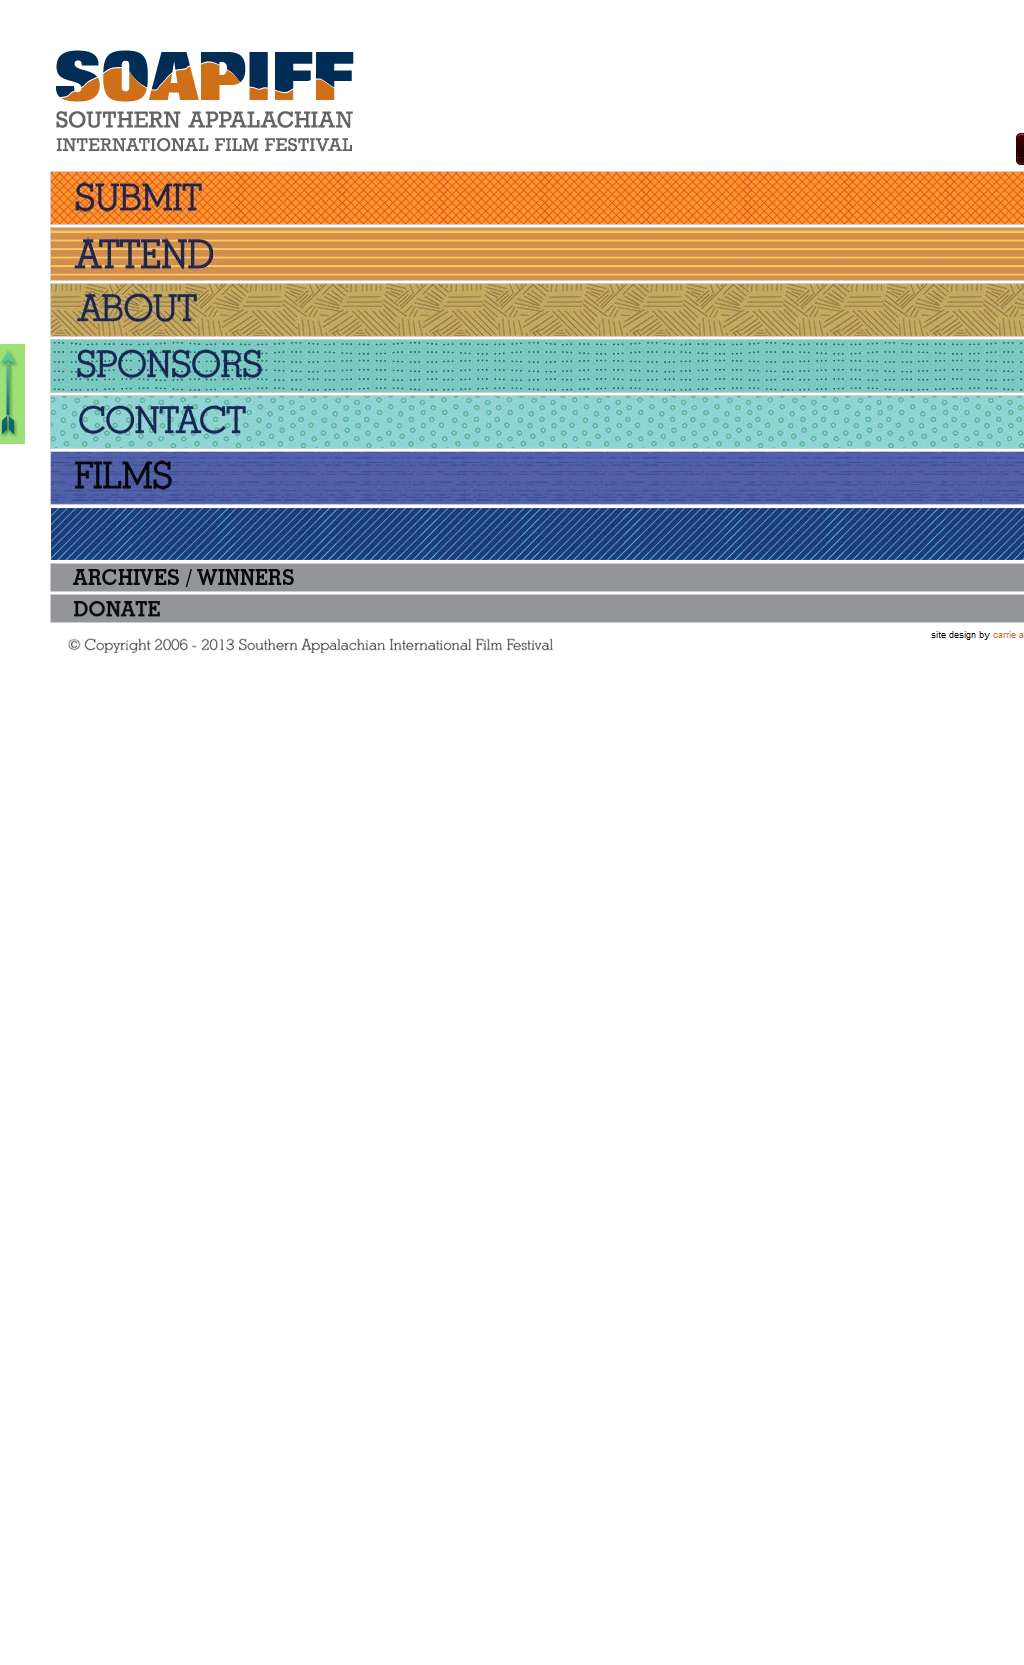 SOAPIFF
SOUTHERN APPALACHIAN
INTERNATIONAL FILM FESTIVAL
SUBMIT
ATTEND
ABOUT
SPONSORS
CONTACT
FILMS
ARCHIVES / WINNERS
DONATE
site design by carrie a
© Copyright 2006 - 2013 Southern Appalachian International Film Festival